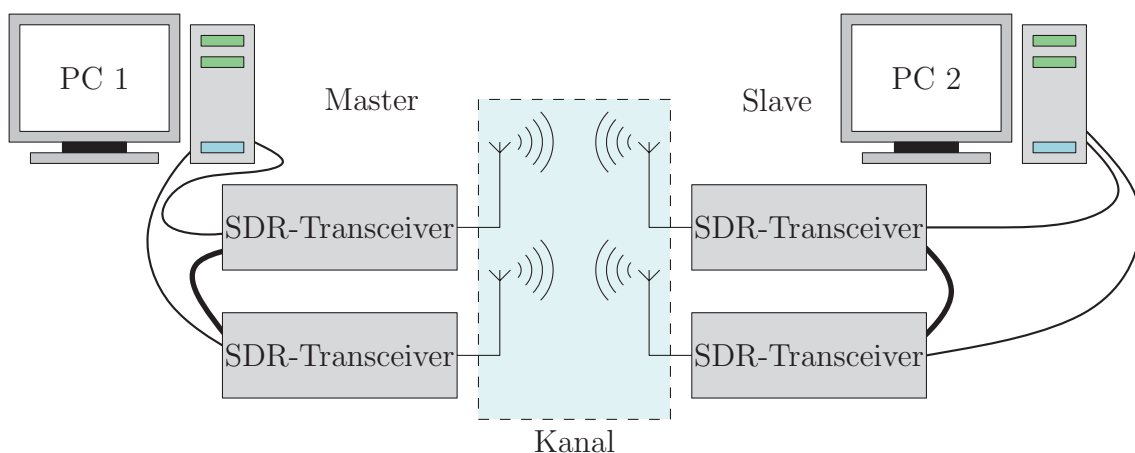 PC 1
Master
Slave
PC 2
SDR-Transceiver
SDR-Transceiver
SDR-Transceiver
SDR-Transceiver
Kanal